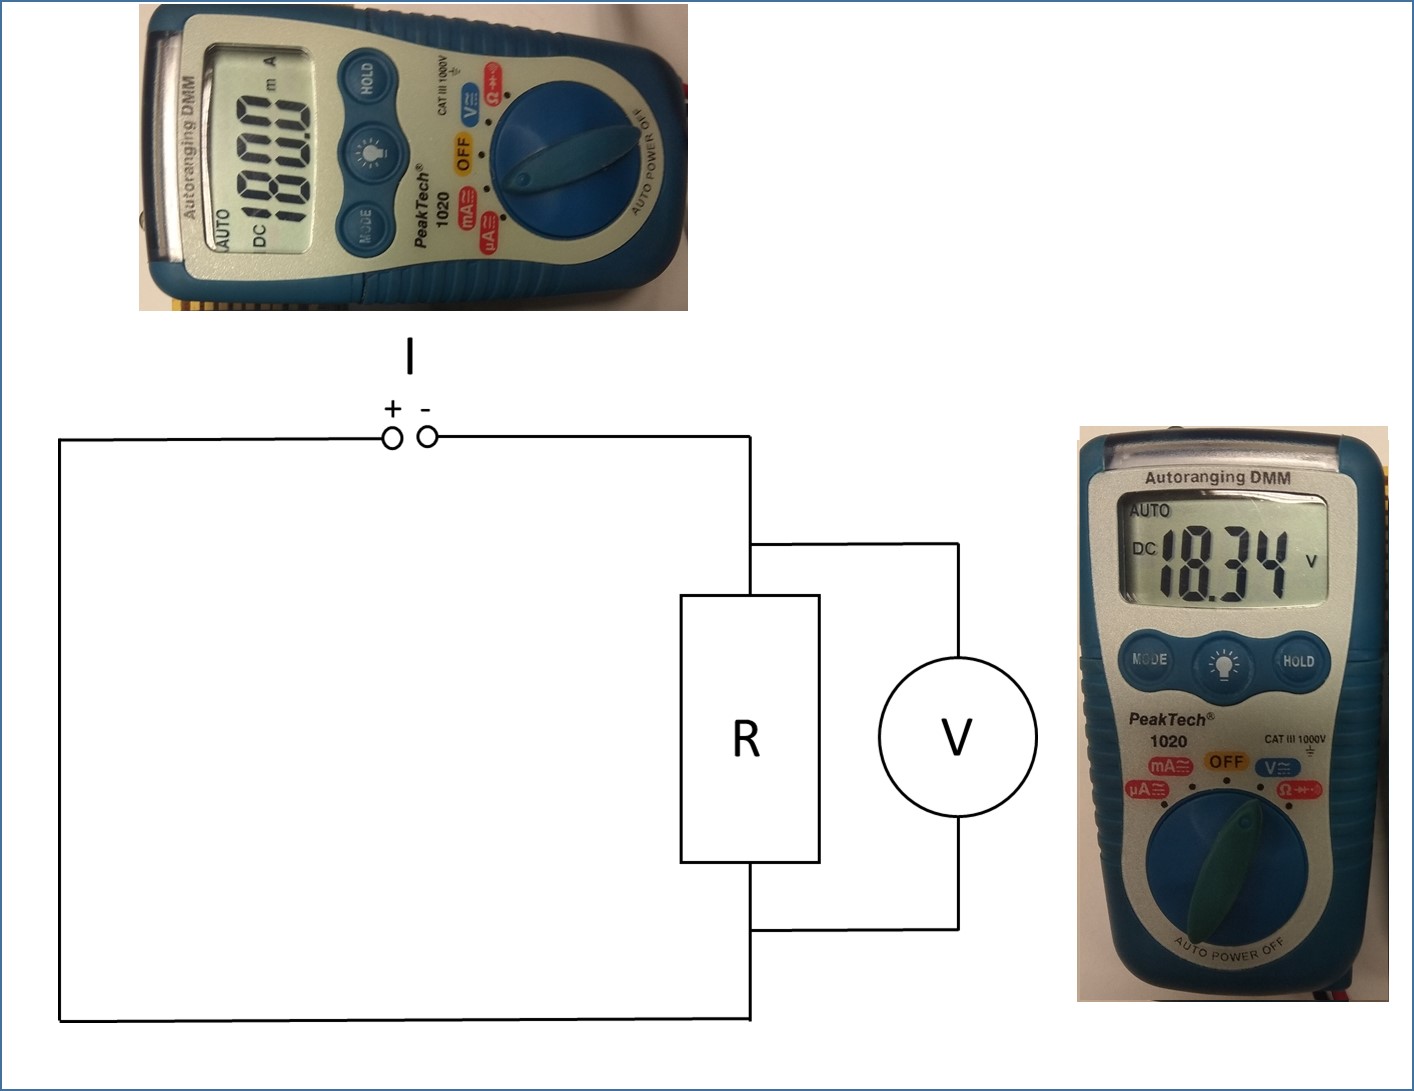 Autoranging DMM
AUTO
DC 180.0 m A
MODE HOLD
PeakTech®
1020 CAT III 1000V
µA mA OFF V Ω
AUTO POWER OFF
I
+ -
R
V
Autoranging DMM
AUTO
DC 18.34 V
MODE HOLD
PeakTech®
1020 CAT III 1000V
mA OFF V
µA Ω
AUTO POWER OFF